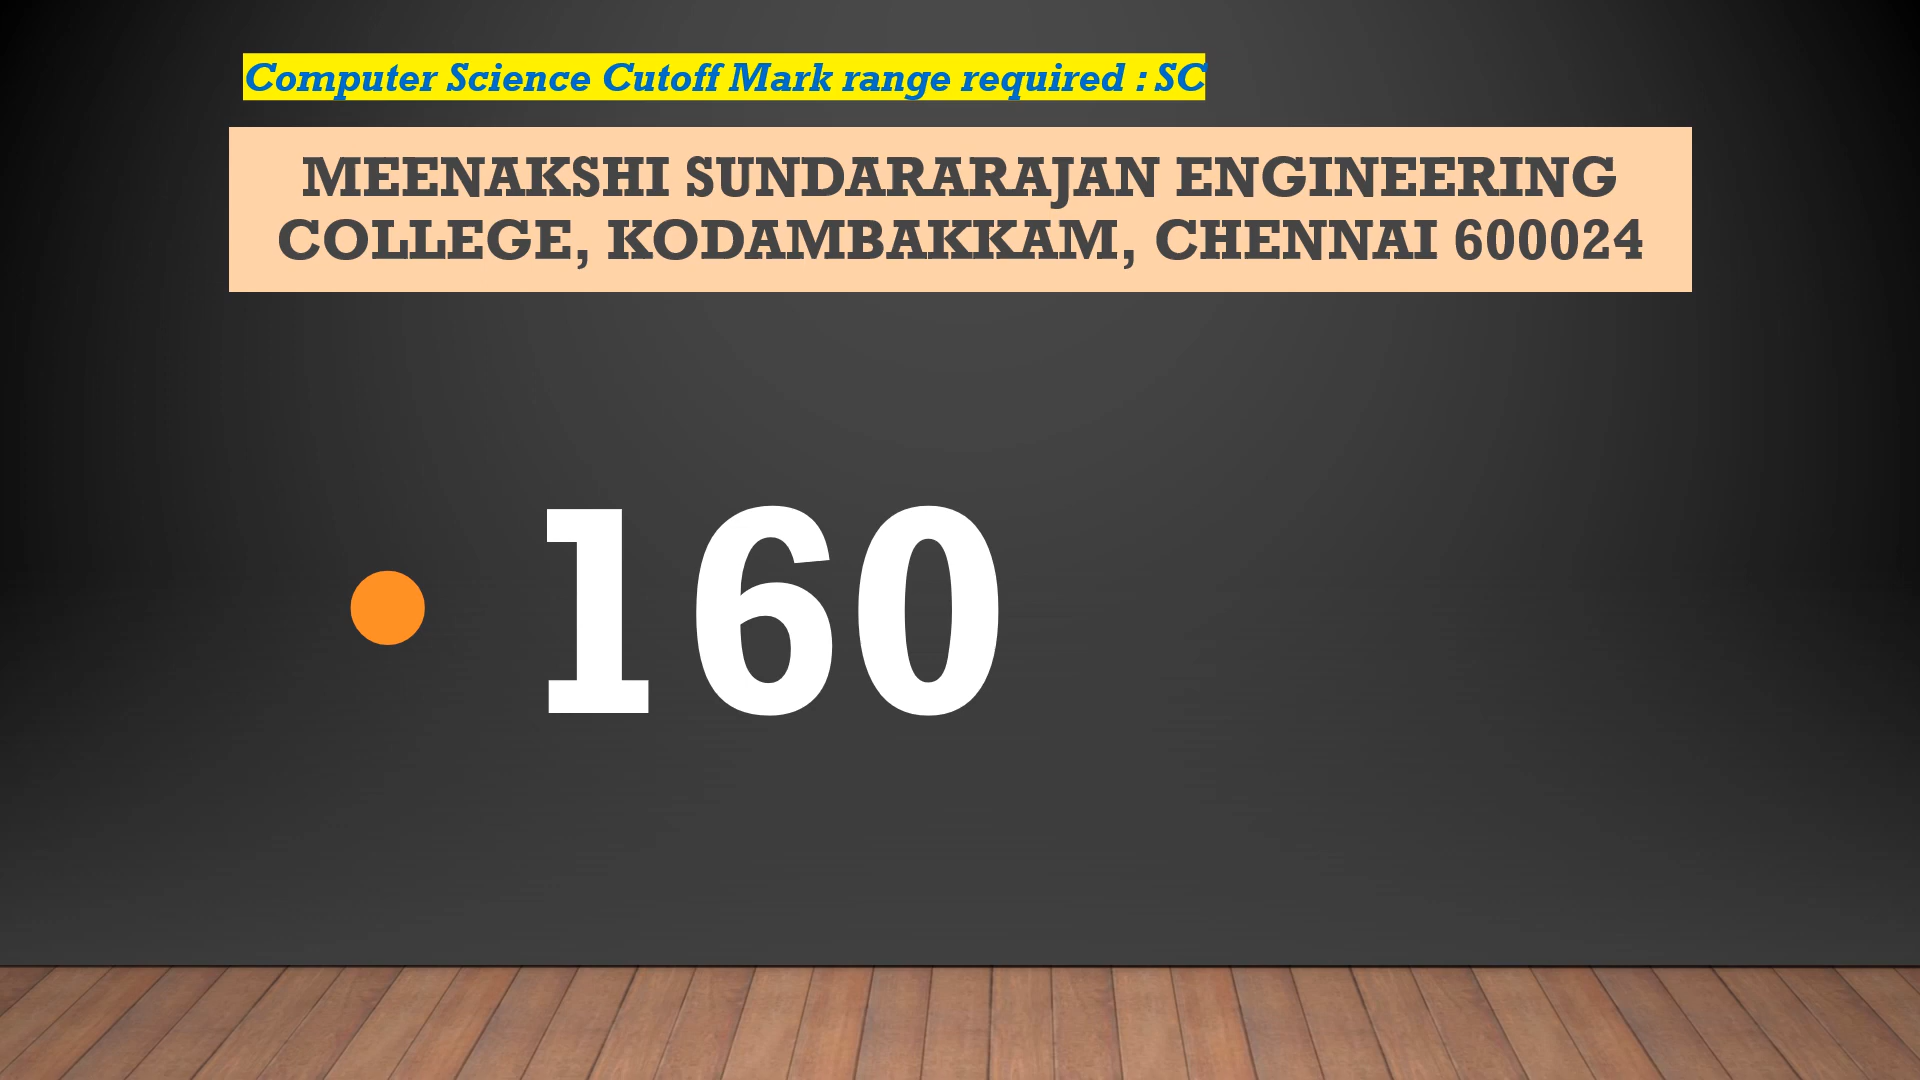 Computer Science Cutoff Mark range required : SC
MEENAKSHI SUNDARARAJAN ENGINEERING
COLLEGE, KODAMBAKKAM, CHENNAI 600024
• 160